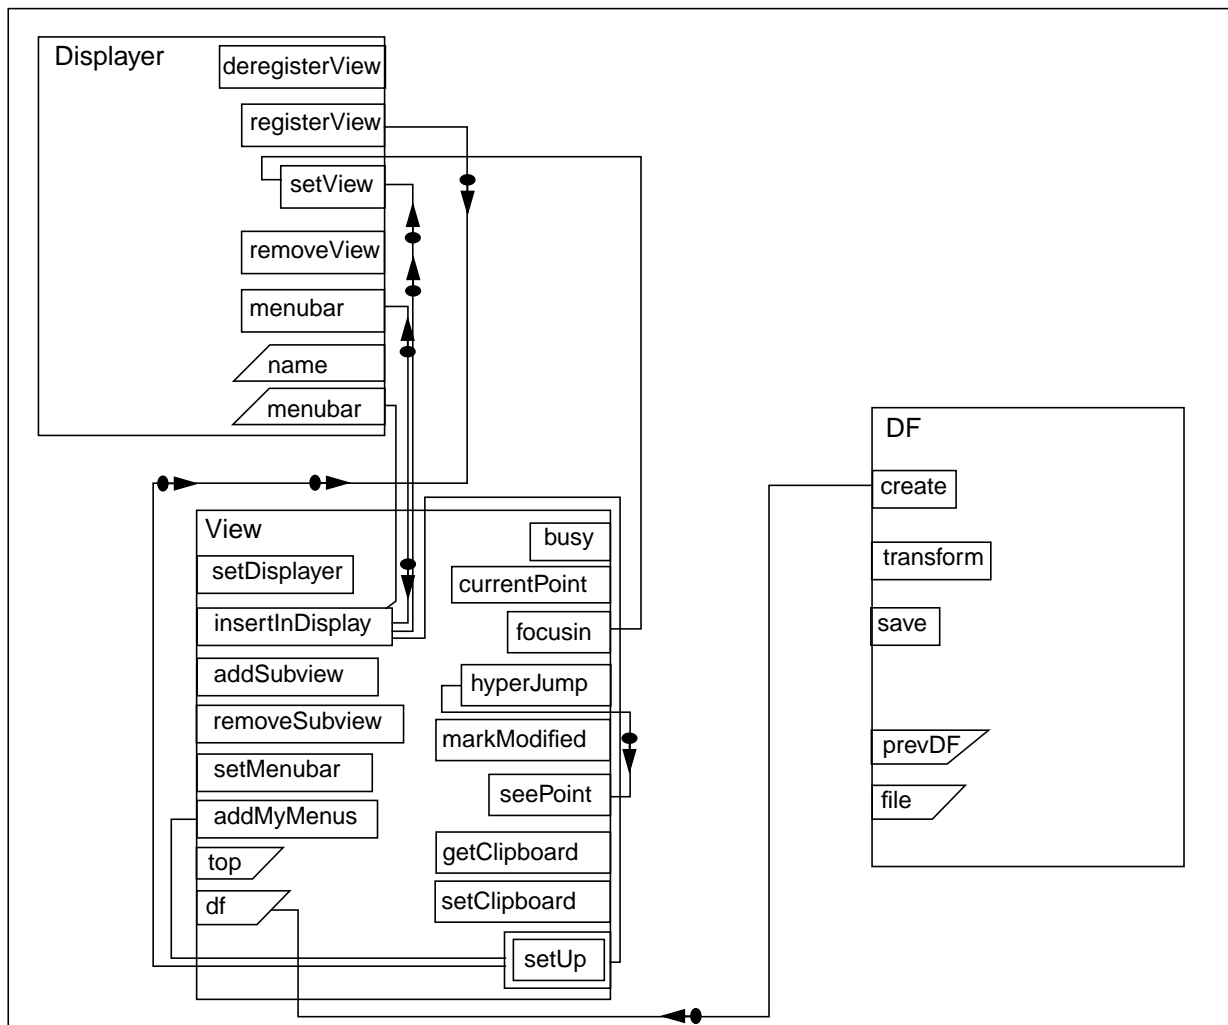 Displayer
deregisterView
registerView
setView
removeView
menubar
name
menubar
View
setDisplayer
insertInDisplay
addSubview
removeSubview
setMenubar
addMyMenus
top
df
busy
currentPoint
focusin
hyperJump
markModified
seePoint
getClipboard
setClipboard
setUp
DF
create
transform
save
prevDF
file